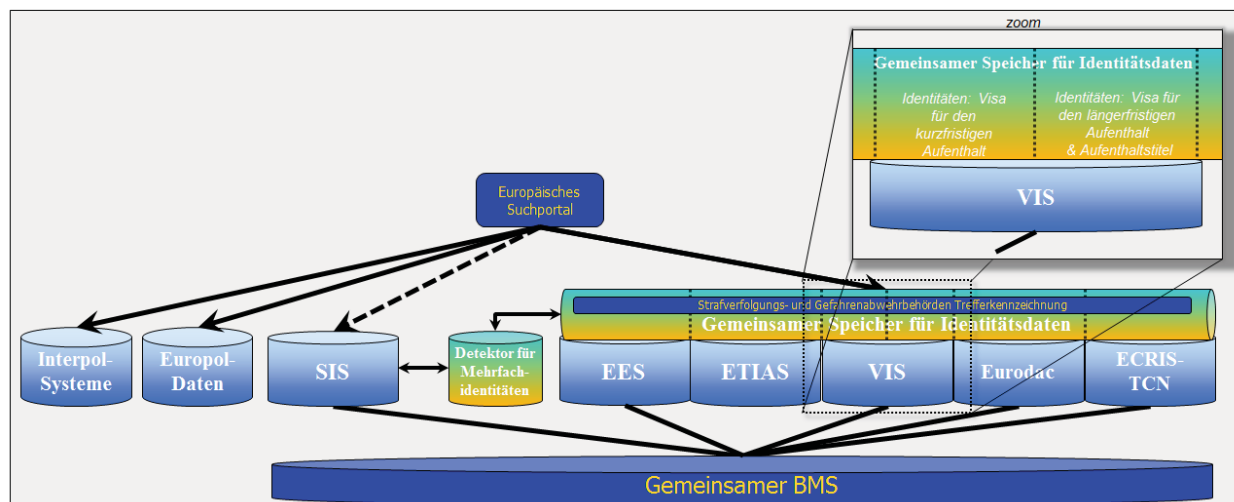 zoom
Gemeinsamer Speicher für Identitätsdaten
Identitäten: Visa
für den
kurzfristigen
Aufenthalt
Identitäten: Visa für
den längerfristigen
Aufenthalt
& Aufenthaltstitel
VIS
Europäisches
Suchportal
Strafverfolgungs- und Gefahrenabwehrbehörden Trefferkennzeichnung
Gemeinsamer Speicher für Identitätsdaten
Interpol-
Systeme
Europol-
Daten
SIS
Detektor für
Mehrfach-
identitäten
EES
ETIAS
VIS
Eurodac
ECRIS-
TCN
Gemeinsamer BMS